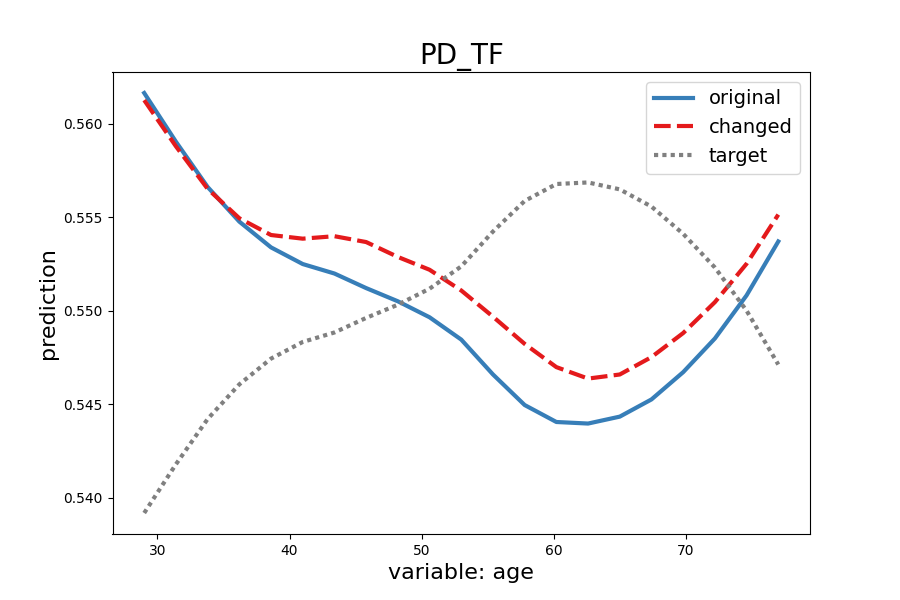 PD_TF
original
changed
target
prediction
0.560
0.555
0.550
0.545
0.540
30 40 50 60 70
variable: age